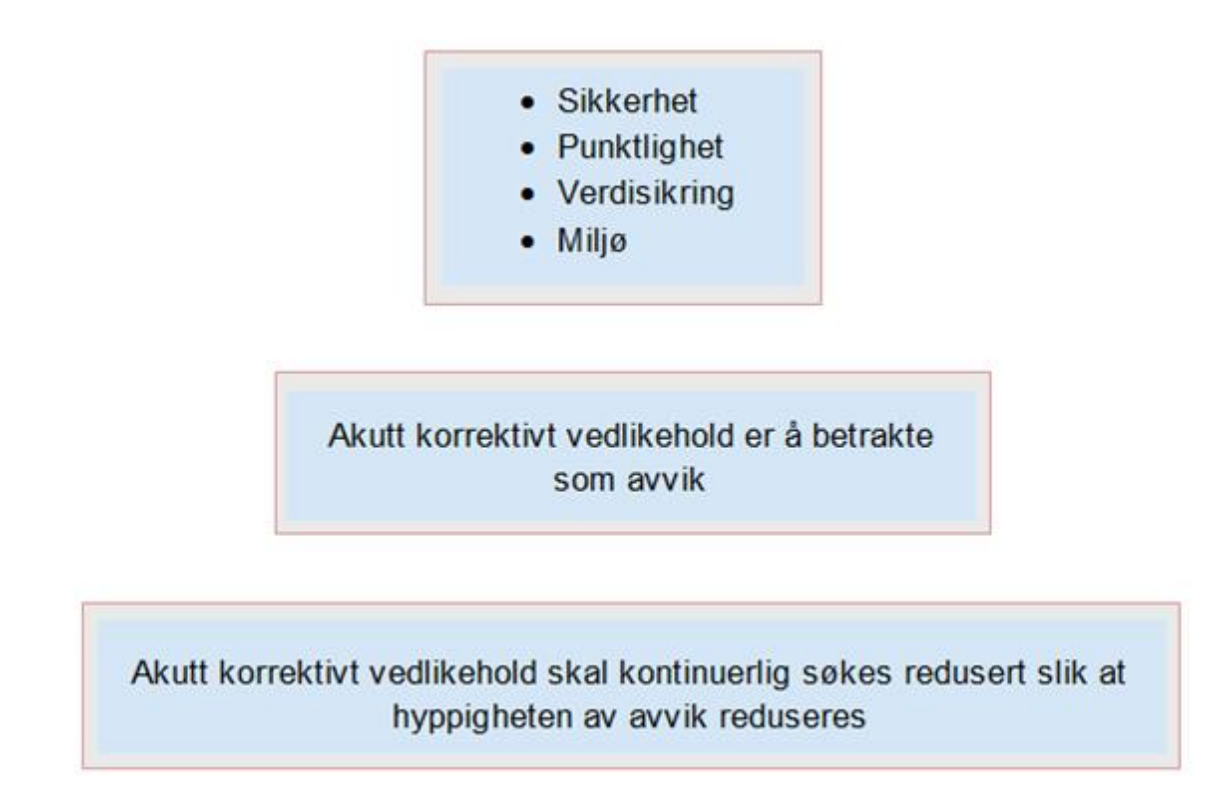 • Sikkerhet
• Punktlighet
• Verdisikring
• Miljø
Akutt korrektivt vedlikehold er å betrakte
som avvik
Akutt korrektivt vedlikehold skal kontinuerlig søkes redusert slik at
hyppigheten av avvik reduseres